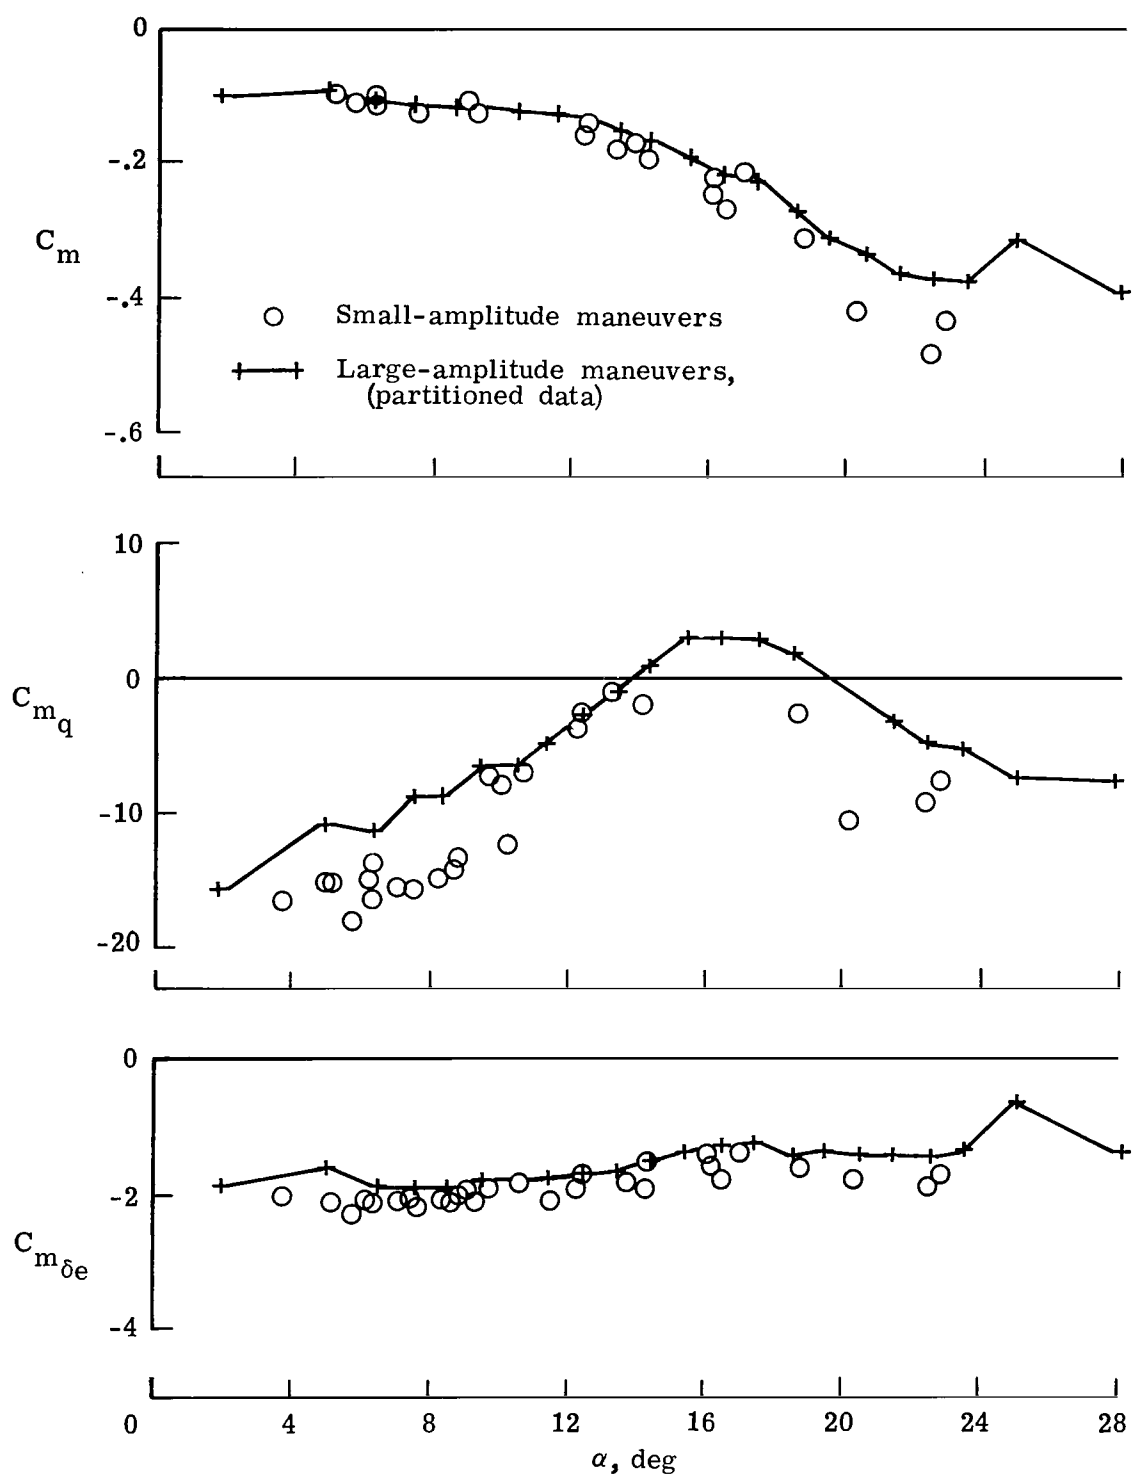 0
-.2
C_m
-.4
-.6
Small-amplitude maneuvers
Large-amplitude maneuvers,
(partitioned data)
10
0
C_m_q
-10
-20
0
-2
C_m_δe
-4
0 4 8 12 16 20 24 28
α, deg